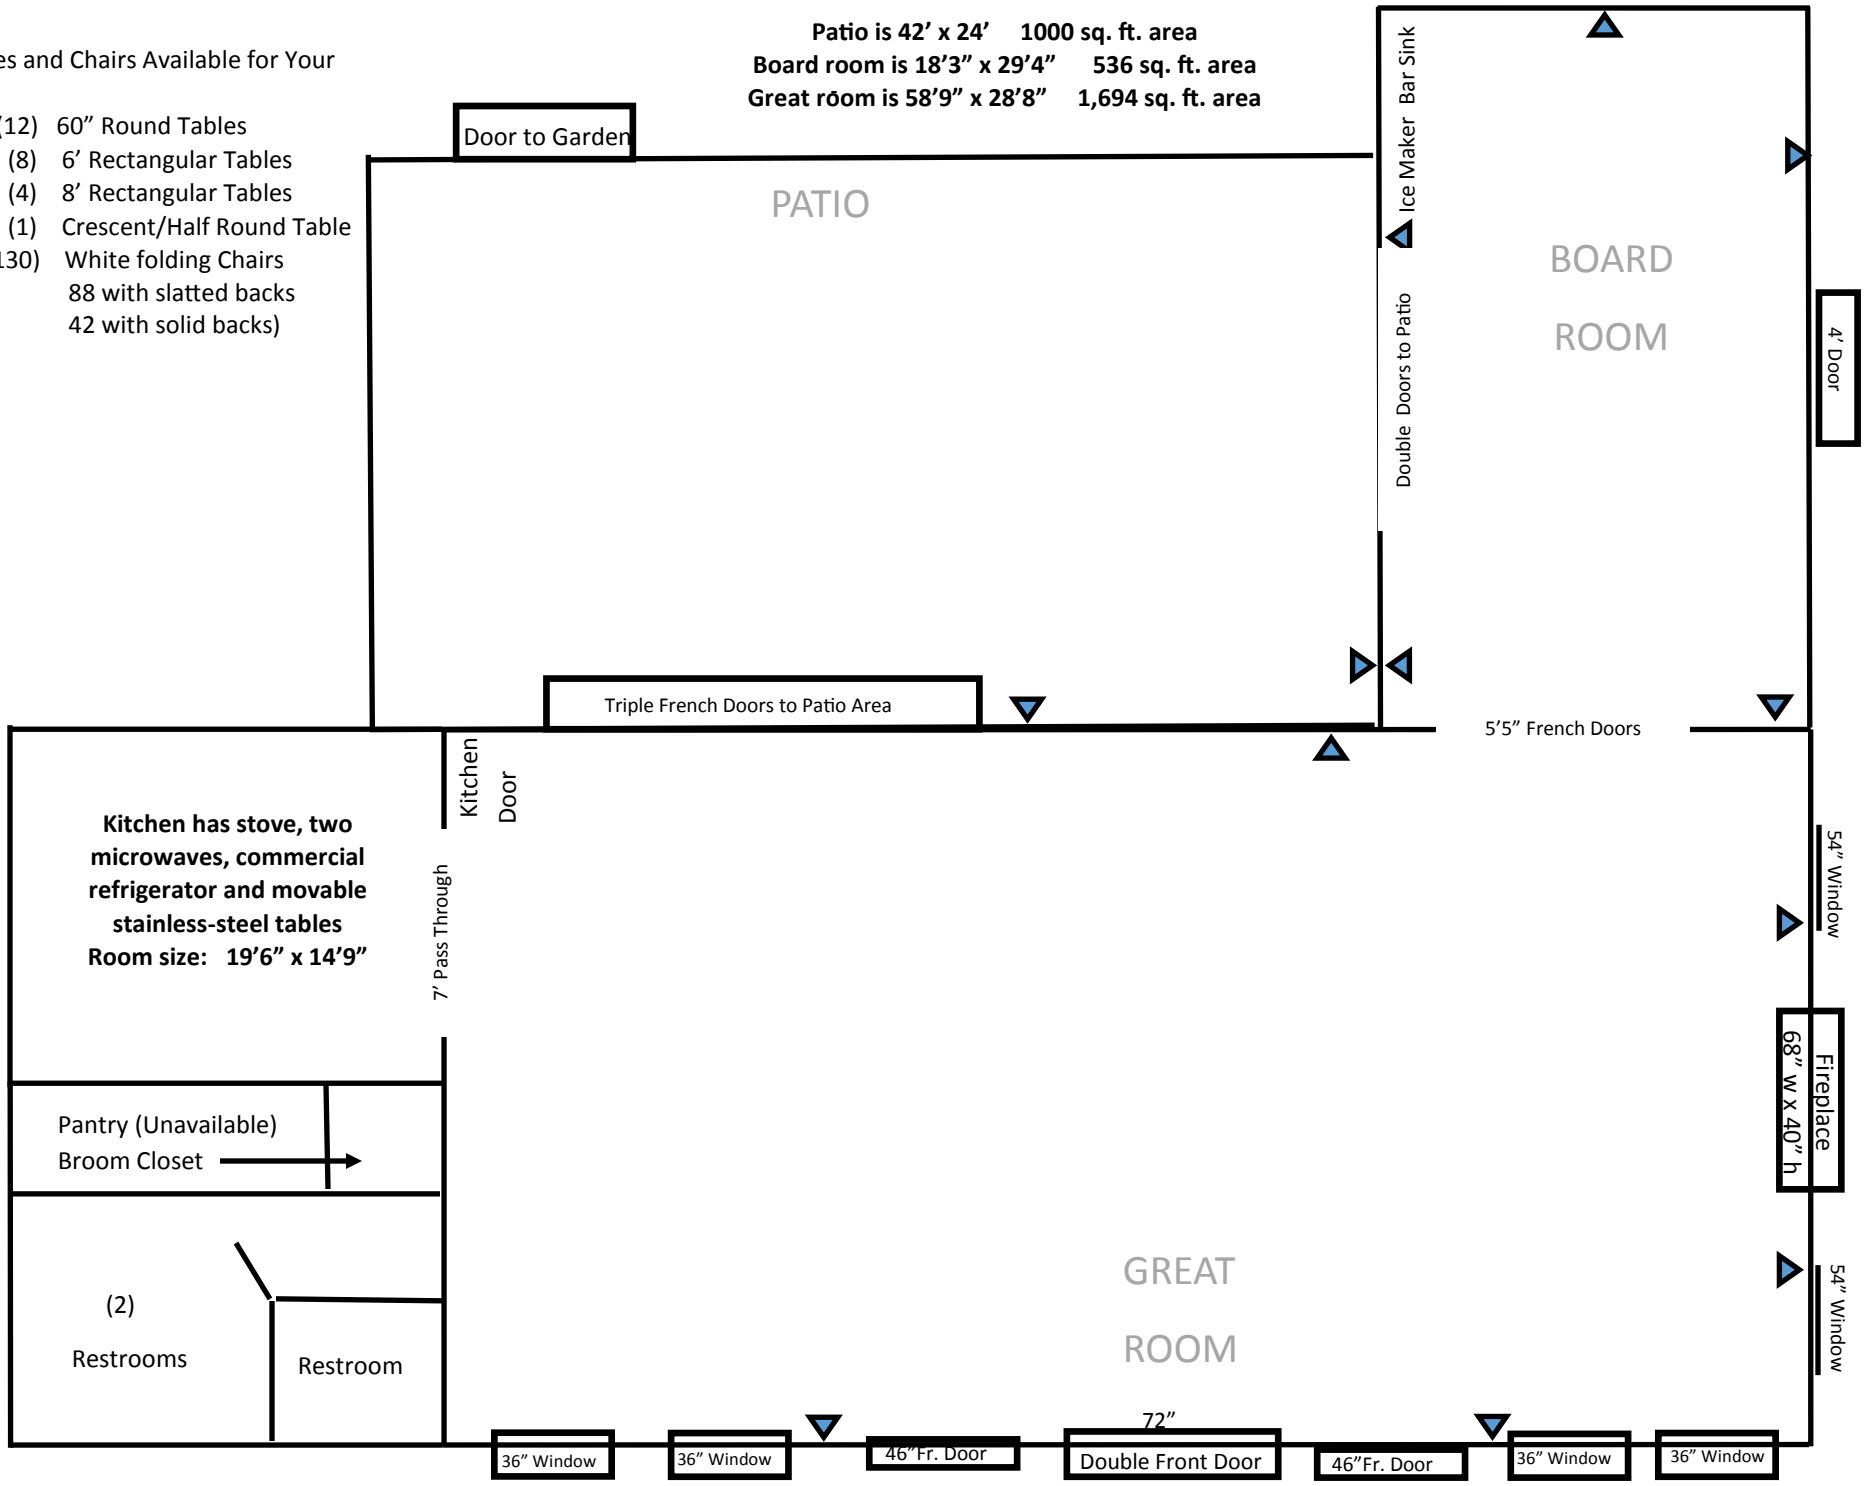 es and Chairs Available for Your
(12) 60” Round Tables
(8) 6’ Rectangular Tables
(4) 8’ Rectangular Tables
(1) Crescent/Half Round Table
130) White folding Chairs
88 with slatted backs
42 with solid backs)
Patio is 42’ x 24’ 1000 sq. ft. area
Board room is 18’3” x 29’4” 536 sq. ft. area
Great room is 58’9” x 28’8” 1,694 sq. ft. area
Door to Garden
PATIO
Ice Maker Bar Sink
Double Doors to Patio
BOARD
ROOM
4’ Door
Triple French Doors to Patio Area
5’5” French Doors
Kitchen
Door
Kitchen has stove, two
microwaves, commercial
refrigerator and movable
stainless-steel tables
Room size: 19’6” x 14’9”
7’ Pass Through
54” Window
Fireplace
68” w x 40” h
54” Window
Pantry (Unavailable)
Broom Closet
(2)
Restrooms
Restroom
GREAT
ROOM
36” Window
36” Window
46”Fr. Door
72”
Double Front Door
46”Fr. Door
36” Window
36” Window